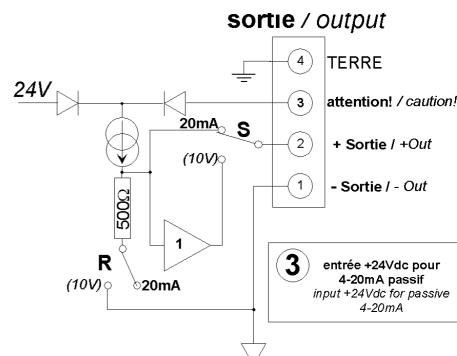 sortie / output
4 TERRE
24V
3 attention! / caution!
20mA S
2 + Sortie / +Out
(10V)
1 - Sortie / - Out
500Ω
1
R
(10V) 20mA
3 entrée +24Vdc pour
4-20mA passif
input +24Vdc for passive
4-20mA